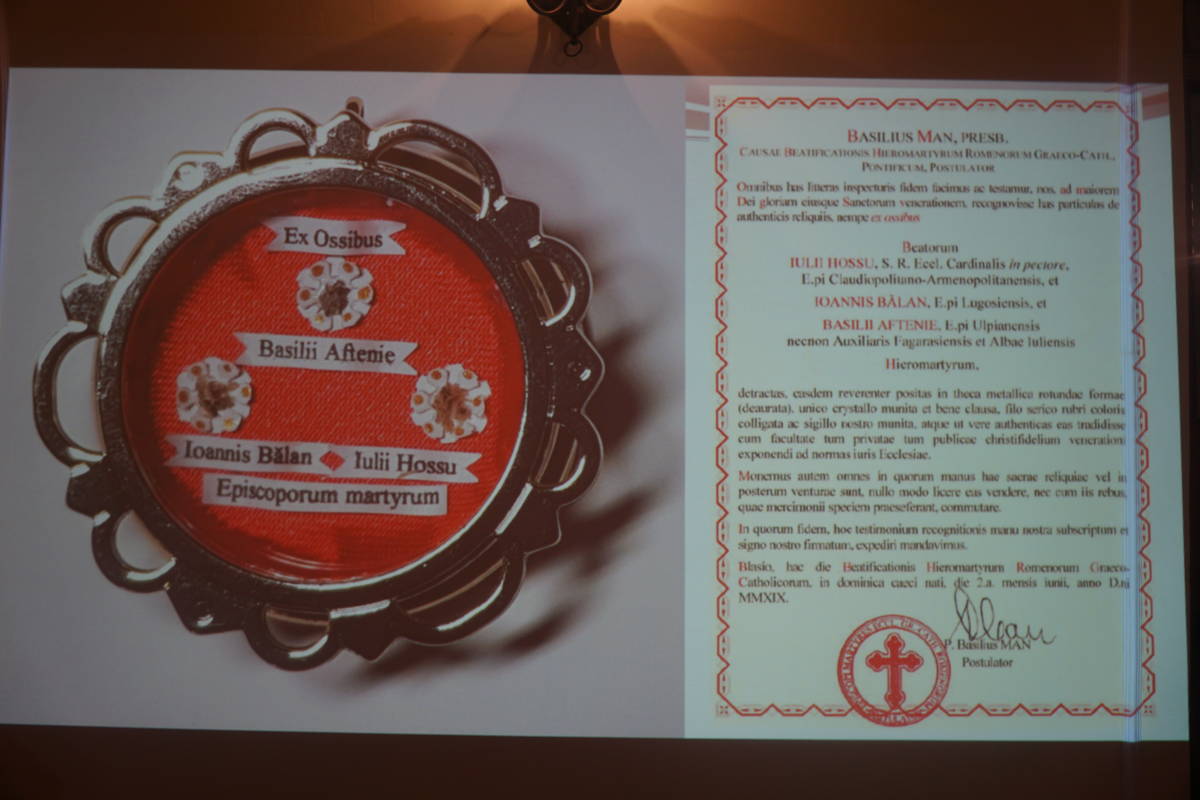 Ex Ossibus
Basilii Aftenie
Ioannis Bălan Iulii Hossu
Episcoporum martyrum
BASILIUS MAN, PRESB.
CAUSAE BEATIFICATIONIS HIEROMARTYRUM ROMENORUM GRAECO-CATH.,
PONTIFICUM, POSTULATOR
Omnibus has litteras inspecturis fidem facimus ac testamur, nos, ad maiorem
Dei gloriam eiusque Sanctorum venerationem, recognovisse has particulas de
authenticis reliquiis, nempe ex ossibus
Beatorum
IULII HOSSU, S. R. Eccl. Cardinalis in pectore,
E.pi Claudiopolitano-Armenopolitanensis, et
IOANNIS BĂLAN, E.pi Lugosiensis, et
BASILII AFTENIE, E.pi Ulpianensis
necnon Auxiliaris Fagarasiensis et Albae Iuliensis
Hieromartyrum,
detractas, easdem reverenter positas in theca metallica rotundae formae
(deaurata), unico crystallo munita et bene clausa, filo serico rubri coloris
colligata ac sigillo nostro munita, atque ut vere authenticas eas tradidisse
cum facultate tum privatae tum publicae christifidelium venerationi
exponendi ad normas iuris Ecclesiae.
Monemus autem omnes in quorum manus hae sacrae reliquiae vel in
posterum venturae sunt, nullo modo licere eas vendere, nec cum iis rebus,
quae mercimonii speciem praeseferant, commutare.
In quorum fidem, hoc testimonium recognitionis manu nostra subscriptum et
signo nostro firmatum, expediri mandavimus.
Blasio, hac die Beatificationis Hieromartyrum Romenorum Graeco-
Catholicorum, in dominica caeci nati, die 2.a mensis iunii, anno D.ni
MMXIX.
P. Basilius MAN
Postulator